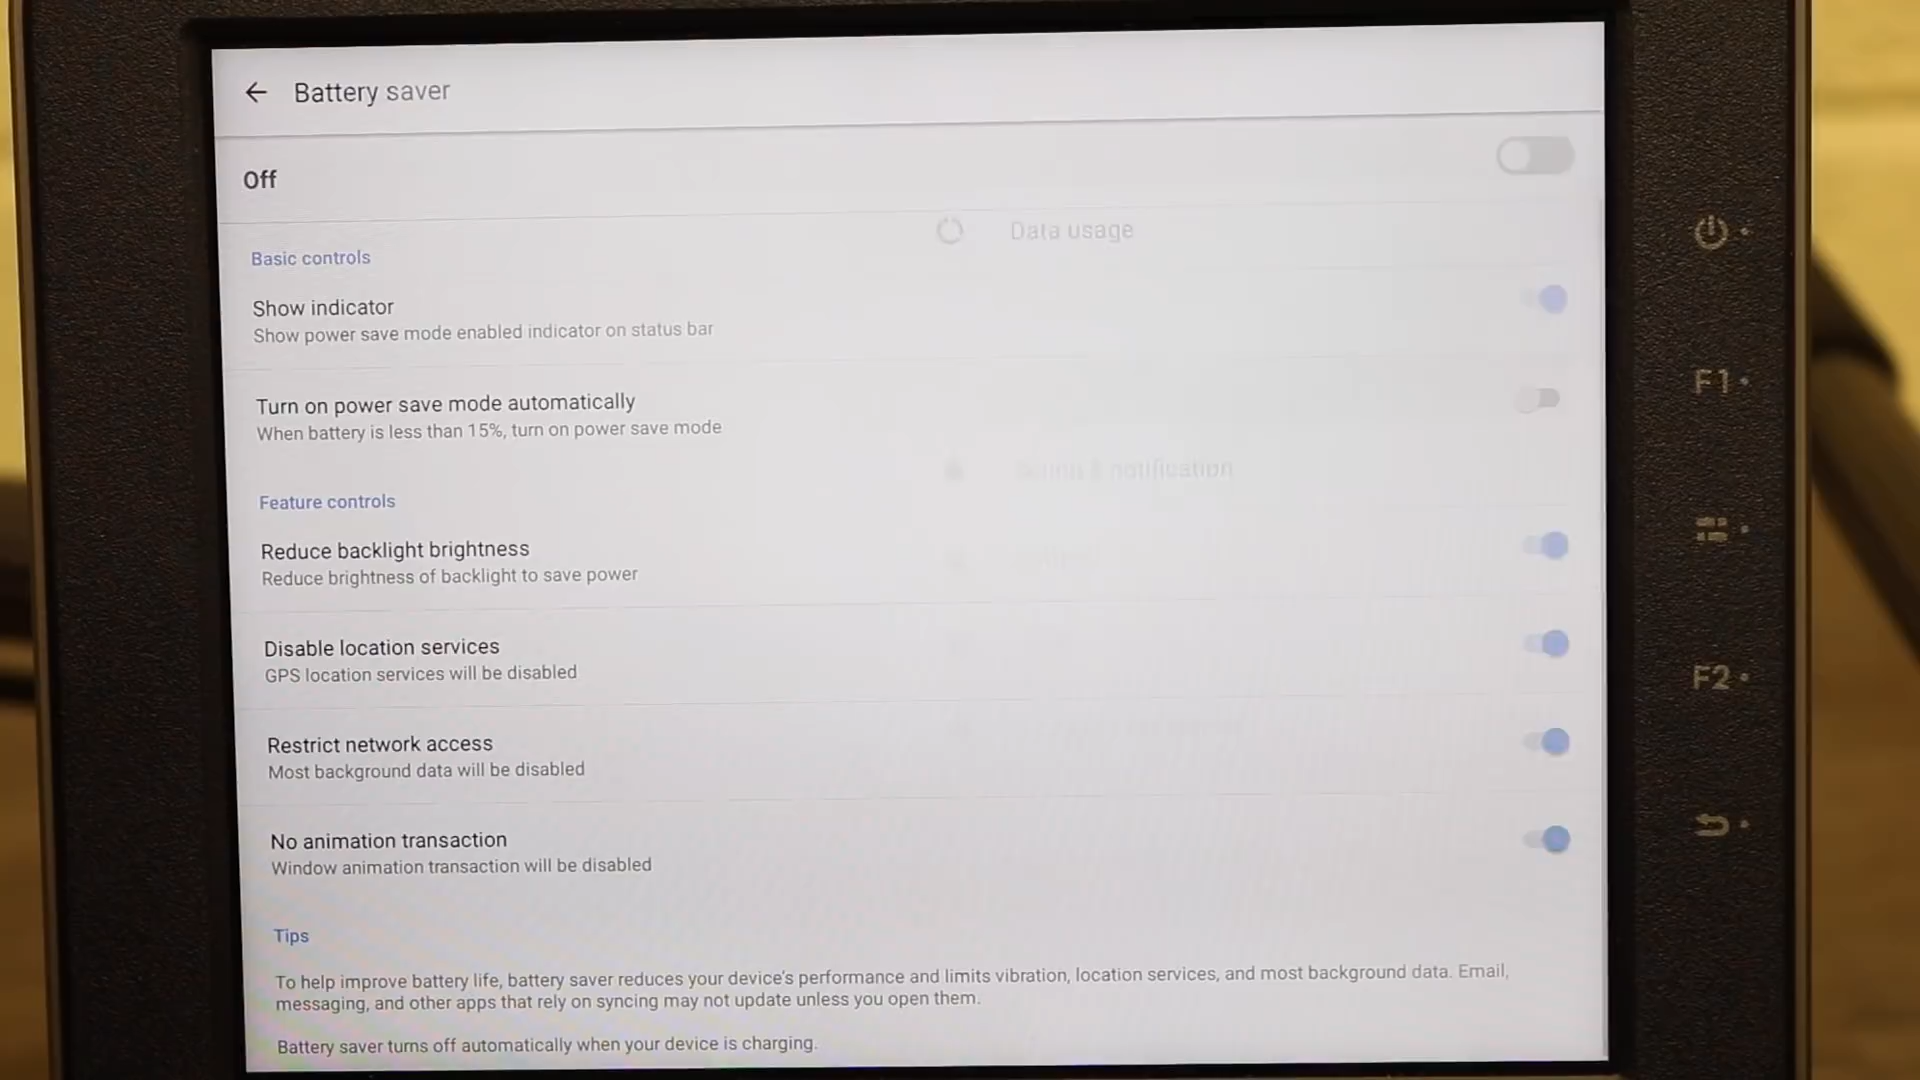 Battery saver
Off
Data usage
Basic controls
Show indicator
Show power save mode enabled indicator on status bar
Turn on power save mode automatically
When battery is less than 15%, turn on power save mode
notification
Feature controls
Reduce backlight brightness
Reduce brightness of backlight to save power
Disable location services
GPS location services will be disabled
Restrict network access
Most background data will be disabled
No animation transaction
Window animation transaction will be disabled
Tips
To help improve battery life, battery saver reduces your device's performance and limits vibration, location services, and most background data. Email,
messaging, and other apps that rely on syncing may not update unless you open them.
Battery saver turns off automatically when your device is charging.
F1
F2